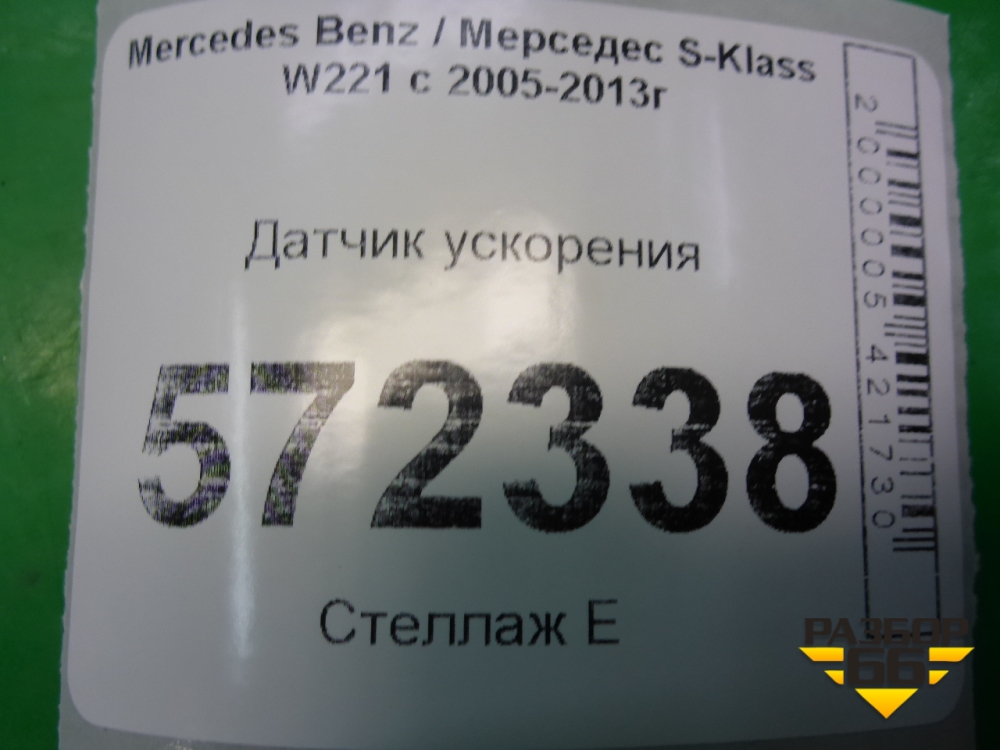 Mercedes Benz / Мерседес S-Klass
W221 с 2005-2013г
Датчик ускорения
572338
Стеллаж Е
2000005421730
РАЗБОР
66